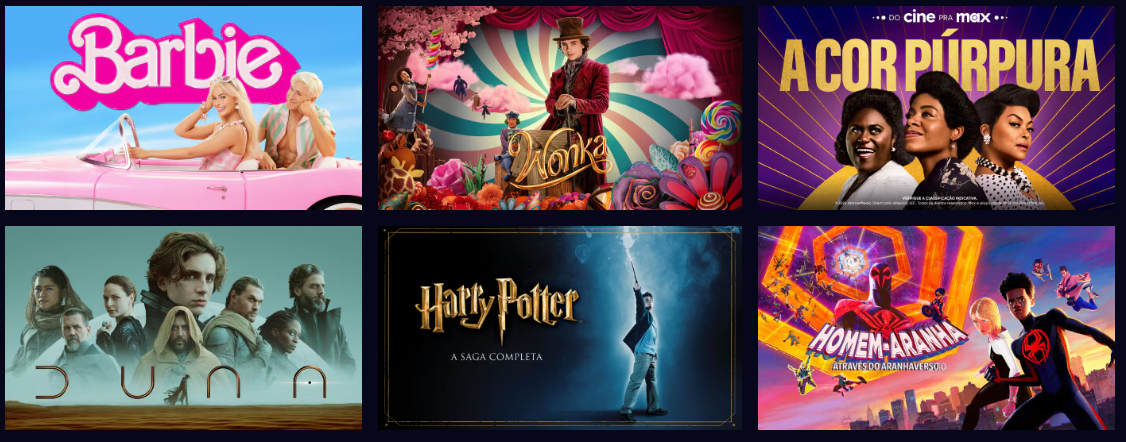 Barbie
Wonka
DO cine PRA max
A COR PÚRPURA
VERIFIQUE A CLASSIFICAÇÃO INDICATIVA.
DUNA
Harry Potter
A SAGA COMPLETA
HOMEM-ARANHA
ATRAVÉS DO ARANHAVERSO